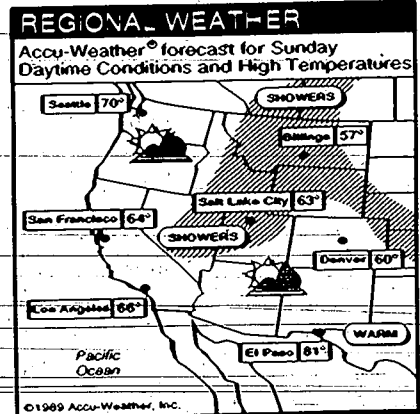 REGIONAL WEATHER
Accu-Weather® forecast for Sunday
Daytime Conditions and High Temperatures
SHOWERS
Seattle 70°
Billings 57°
Salt Lake City 63°
San Francisco 64°
SHOWERS
Denver 60°
Los Angeles 66°
WARM
El Paso 81°
Pacific
Ocean
©1989 Accu-Weather, Inc.